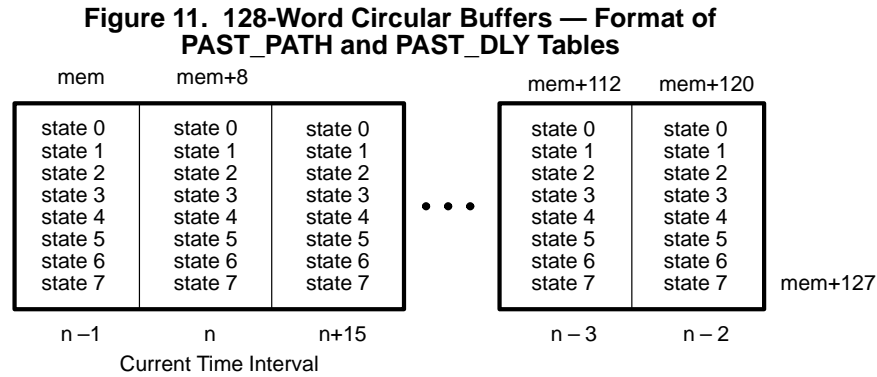 Figure 11. 128-Word Circular Buffers — Format of
PAST_PATH and PAST_DLY Tables
mem mem+8 mem+112 mem+120
state 0 state 0 state 0 state 0 state 0
state 1 state 1 state 1 state 1 state 1
state 2 state 2 state 2 state 2 state 2
state 3 state 3 state 3 state 3 state 3
state 4 state 4 state 4 state 4 state 4
state 5 state 5 state 5 state 5 state 5
state 6 state 6 state 6 state 6 state 6
state 7 state 7 state 7 state 7 state 7 mem+127
n –1 n n+15 n – 3 n – 2
Current Time Interval